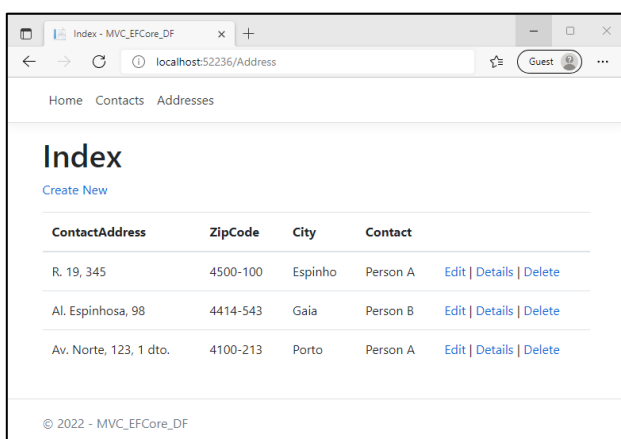 Index - MVC_EFCore_DF
localhost:52236/Address
Guest
Home Contacts Addresses
Index
Create New
ContactAddress ZipCode City Contact
R. 19, 345 4500-100 Espinho Person A Edit | Details | Delete
Al. Espinhosa, 98 4414-543 Gaia Person B Edit | Details | Delete
Av. Norte, 123, 1 dto. 4100-213 Porto Person A Edit | Details | Delete
© 2022 - MVC_EFCore_DF